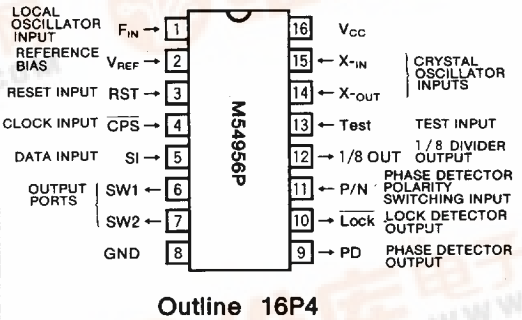 LOCAL
OSCILLATOR
INPUT
FIN 1
REFERENCE
BIAS
VREF 2
RESET INPUT RST 3
CLOCK INPUT CPS 4
DATA INPUT SI 5
OUTPUT
PORTS
SW1 6
SW2 7
GND 8
M54956P
16 VCC
15 X-IN
14 X-OUT
CRYSTAL
OSCILLATOR
INPUTS
13 Test TEST INPUT
12 1/8 OUT 1/8 DIVIDER
OUTPUT
11 P/N PHASE DETECTOR
POLARITY
SWITCHING INPUT
10 Lock LOCK DETECTOR
OUTPUT
9 PD PHASE DETECTOR
OUTPUT
Outline 16P4